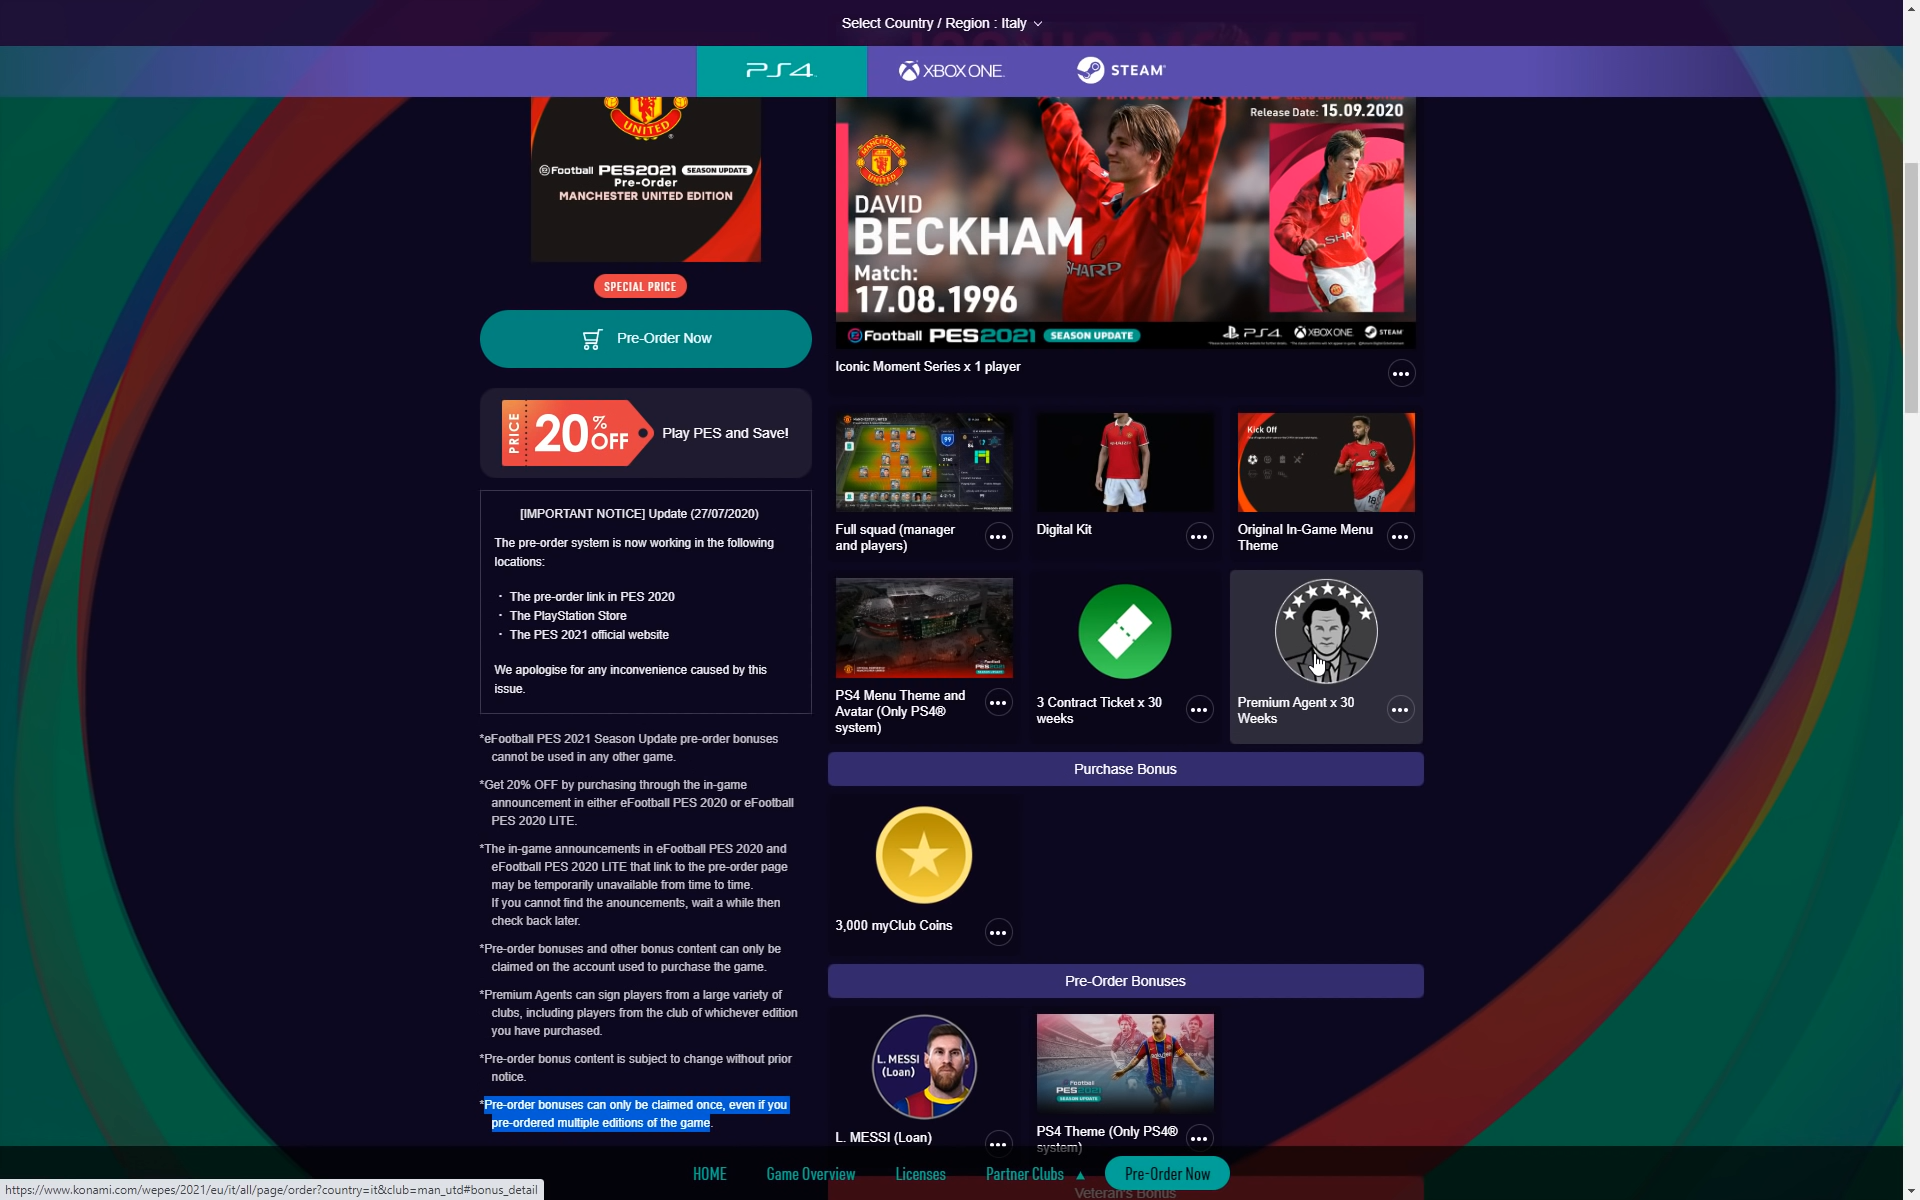 Select Country / Region : Italy
PS4
XBOX ONE
STEAM
MANCHESTER UNITED
Release Date: 15.09.2020
UNITED
eFootball PES2021 SEASON UPDATE
Pre-Order
MANCHESTER UNITED EDITION
SPECIAL PRICE
Pre-Order Now
PRICE
20% OFF
Play PES and Save!
[IMPORTANT NOTICE] Update (27/07/2020)
The pre-order system is now working in the following
locations:
・ The pre-order link in PES 2020
・ The PlayStation Store
・ The PES 2021 official website
We apologise for any inconvenience caused by this
issue.
*eFootball PES 2021 Season Update pre-order bonuses
cannot be used in any other game.
*Get 20% OFF by purchasing through the in-game
announcement in either eFootball PES 2020 or eFootball
PES 2020 LITE.
*The in-game announcements in eFootball PES 2020 and
eFootball PES 2020 LITE that link to the pre-order page
may be temporarily unavailable from time to time.
If you cannot find the anouncements, wait a while then
check back later.
*Pre-order bonuses and other bonus content can only be
claimed on the account used to purchase the game.
*Premium Agents can sign players from a large variety of
clubs, including players from the club of whichever edition
you have purchased.
*Pre-order bonus content is subject to change without prior
notice.
*Pre-order bonuses can only be claimed once, even if you
pre-ordered multiple editions of the game.
DAVID
BECKHAM
Match:
17.08.1996
SHARP
SHARP
eFootball PES2021 SEASON UPDATE
PS4 XBOX ONE STEAM
Iconic Moment Series x 1 player
Full squad (manager
and players)
Digital Kit
Kick Off
Original In-Game Menu
Theme
PS4 Menu Theme and
Avatar (Only PS4®
system)
3 Contract Ticket x 30
weeks
Premium Agent x 30
Weeks
Purchase Bonus
3,000 myClub Coins
Pre-Order Bonuses
L. MESSI
(Loan)
L. MESSI (Loan)
eFootball
PES2021
SEASON UPDATE
PS4 Theme (Only PS4®
system)
Veteran's Bonus
HOME
Game Overview
Licenses
Partner Clubs ▲
Pre-Order Now
https://www.konami.com/wepes/2021/eu/it/all/page/order?country=it&club=man_utd#bonus_detail